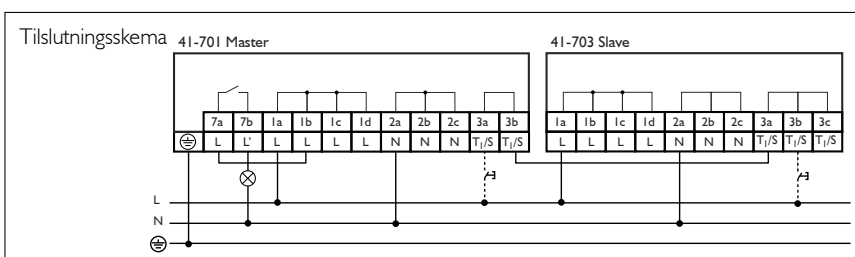 Tilslutningsskema
41-701 Master
41-703 Slave
7a 7b 1a 1b 1c 1d 2a 2b 2c 3a 3b
L L' L L L L N N N T₁/S T₁/S
1a 1b 1c 1d 2a 2b 2c 3a 3b 3c
L L L L N N N T₁/S T₁/S T₁/S
L
N